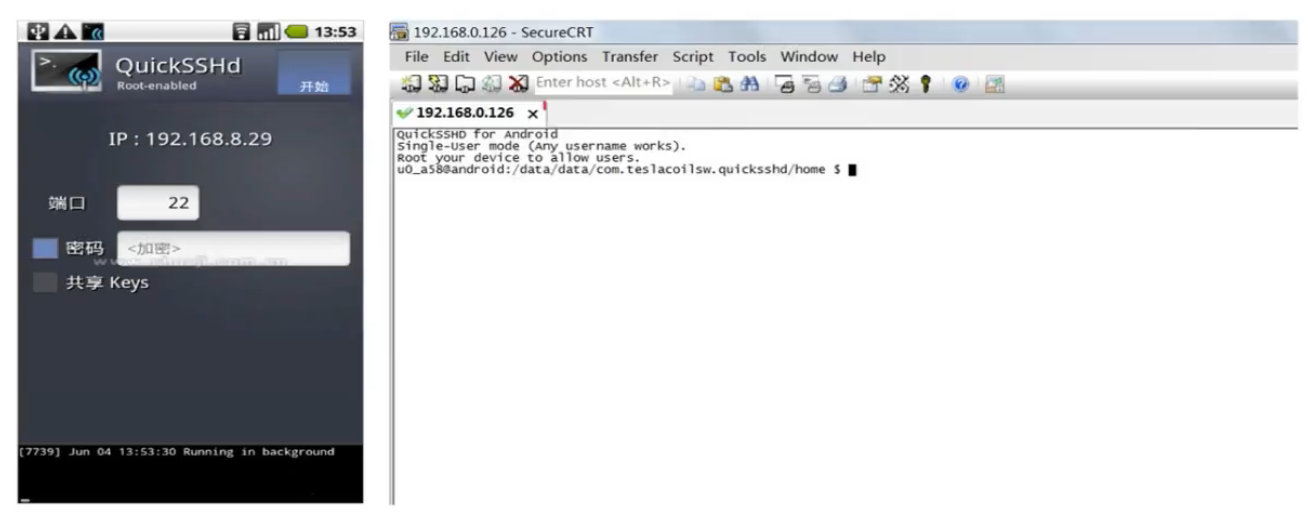 13:53
QuickSSHd
Root-enabled
开始
IP : 192.168.8.29
端口 22
密码 <加密>
共享 Keys
[7739] Jun 04 13:53:30 Running in background
192.168.0.126 - SecureCRT
File Edit View Options Transfer Script Tools Window Help
Enter host <Alt+R>
192.168.0.126 x
QuickSSHD for Android
Single-User mode (Any username works).
Root your device to allow users.
u0_a58@android:/data/data/com.teslacoilsw.quicksshd/home $